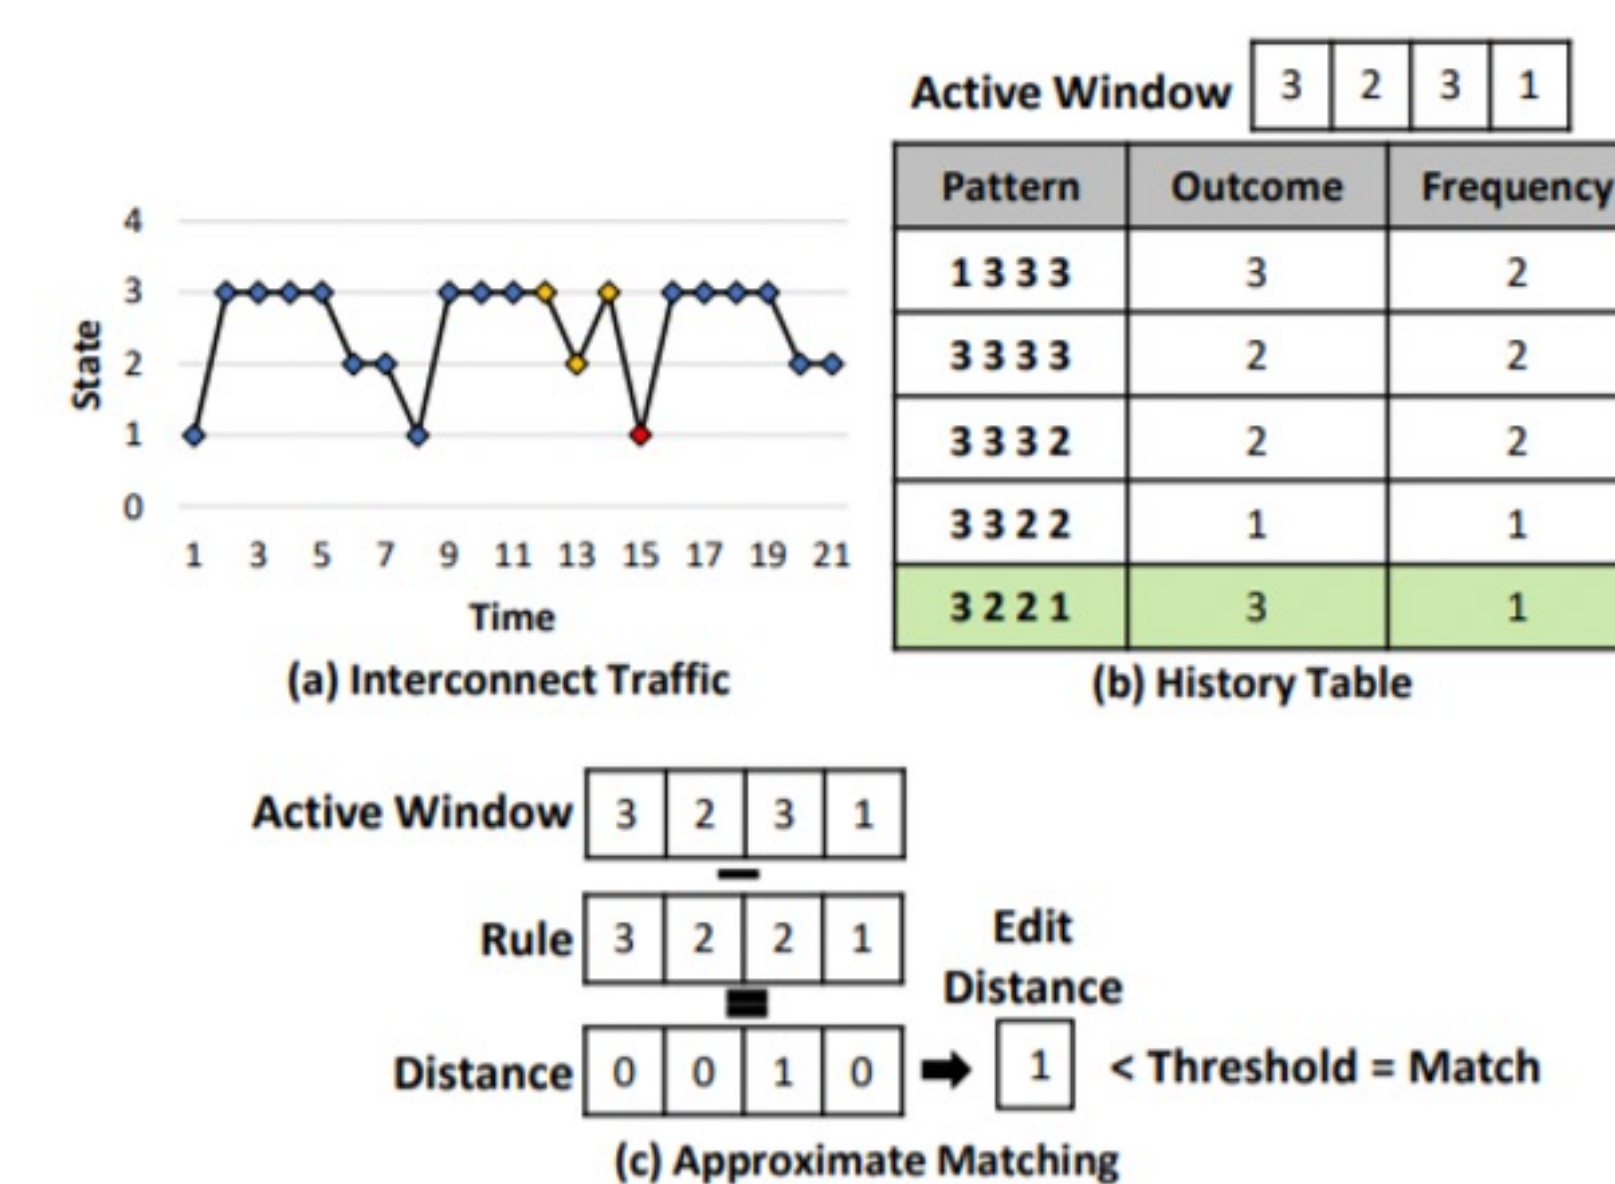 4
3
2
1
0
State
1 3 5 7 9 11 13 15 17 19 21
Time
(a) Interconnect Traffic
Active Window 3 2 3 1
Pattern Outcome Frequency
1 3 3 3 3 2
3 3 3 3 2 2
3 3 3 2 2 2
3 3 2 2 1 1
3 2 2 1 3 1
(b) History Table
Active Window 3 2 3 1
Rule 3 2 2 1
Edit
Distance
Distance 0 0 1 0 1 < Threshold = Match
(c) Approximate Matching